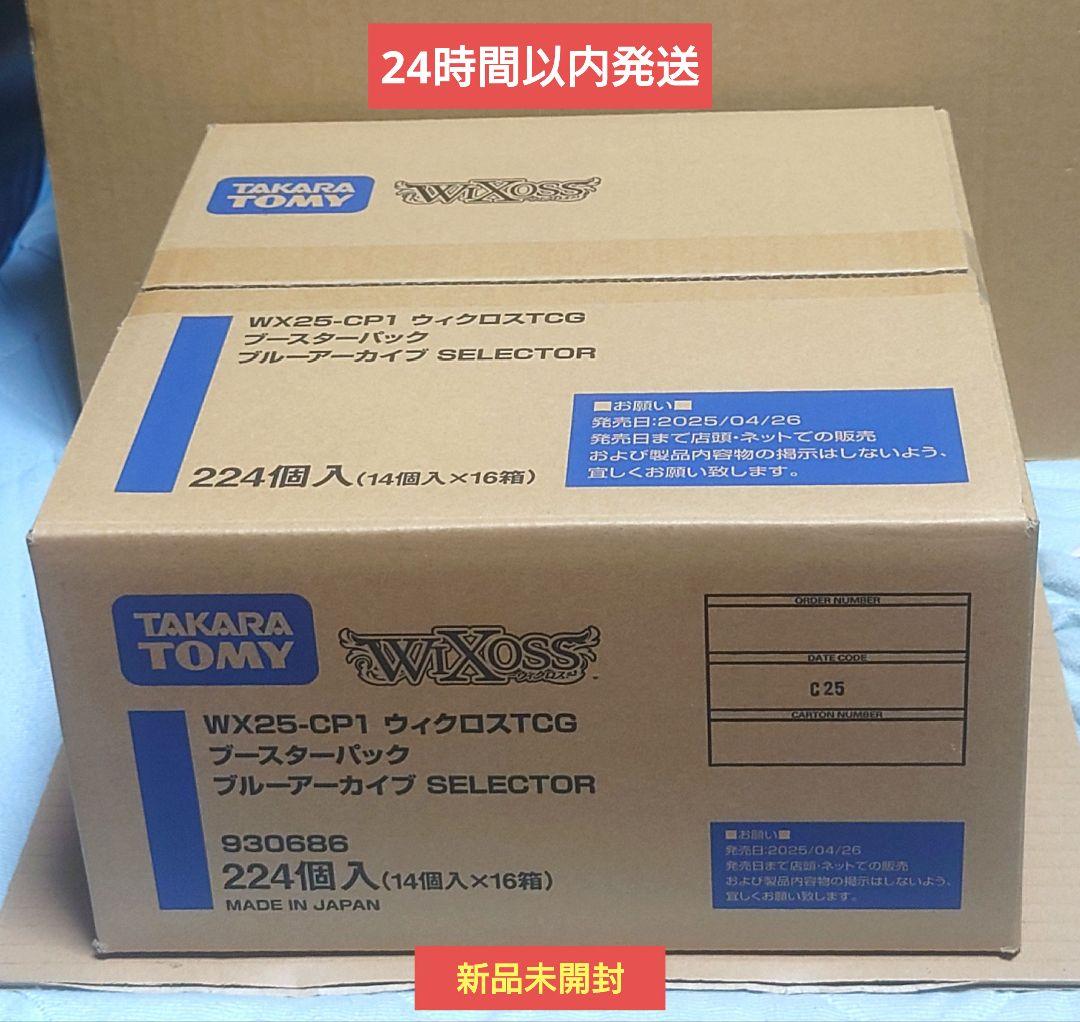 24時間以内発送
TAKARA
TOMY
WIXOSS
WX25-CP1 ウィクロスTCG
ブースターパック
ブルーアーカイブ SELECTOR
224個入(14個入×16箱)
■お願い■
発売日:2025/04/26
発売日まで店頭・ネットでの販売
および製品内容物の掲示はしないよう、
宜しくお願い致します。
TAKARA
TOMY
WIXOSS
ウィクロス
WX25-CP1 ウィクロスTCG
ブースターパック
ブルーアーカイブ SELECTOR
930686
224個入(14個入×16箱)
MADE IN JAPAN
ORDER NUMBER
DATE CODE
C25
CARTON NUMBER
■お願い■
発売日:2025/04/26
発売日まで店頭・ネットでの販売
および製品内容物の掲示はしないよう、
宜しくお願い致します。
新品未開封